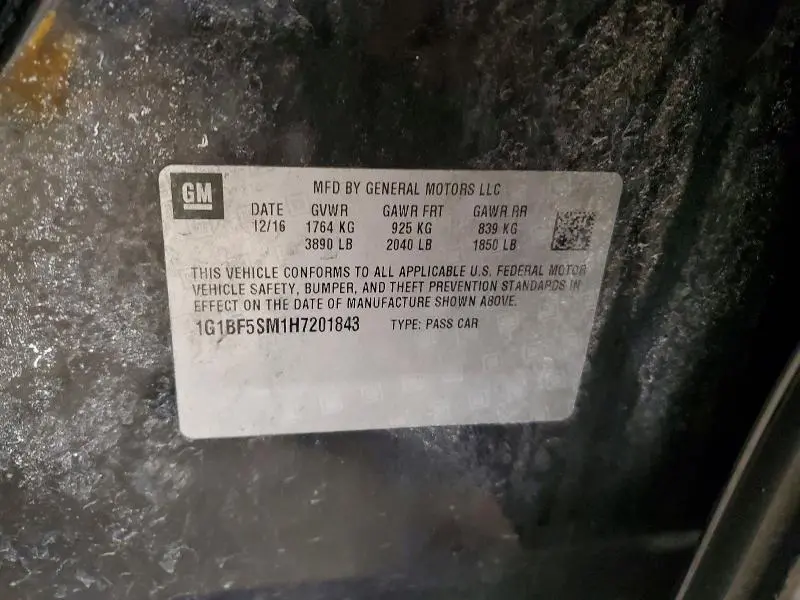 GM
MFD BY GENERAL MOTORS LLC
DATE GVWR GAWR FRT GAWR RR
12/16 1764 KG 925 KG 839 KG
3890 LB 2040 LB 1850 LB
THIS VEHICLE CONFORMS TO ALL APPLICABLE U.S. FEDERAL MOTOR
VEHICLE SAFETY, BUMPER, AND THEFT PREVENTION STANDARDS IN
EFFECT ON THE DATE OF MANUFACTURE SHOWN ABOVE.
1G1BF5SM1H7201843 TYPE: PASS CAR